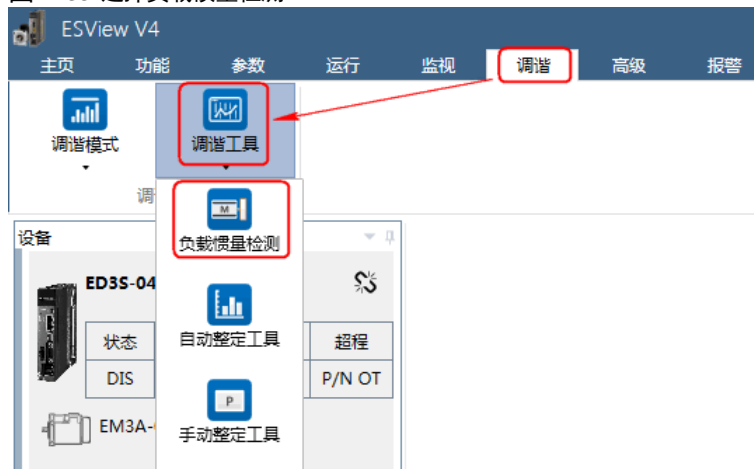 ESView V4
主页 功能 参数 运行 监视 调谐 高级 报警
调谐模式 调谐工具
调
M
负载惯量检测
设备
ED3S-04
自动整定工具
状态 超程
DIS P/N OT
P
EM3A-
手动整定工具